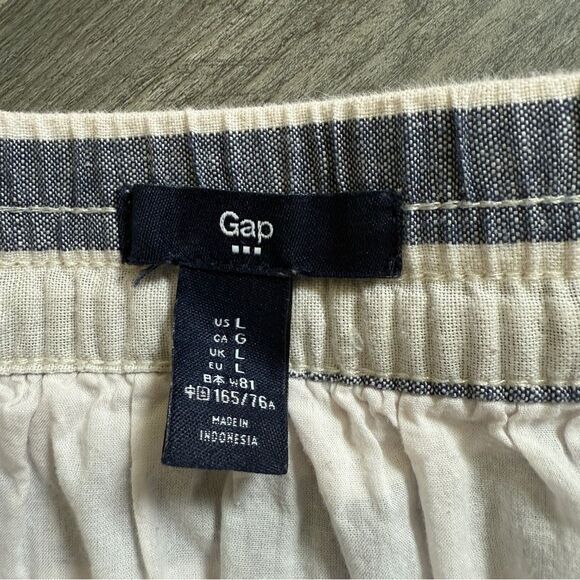 Gap
US L
CA G
UK L
EU L
日本 W81
中国 165/76A
MADE IN
INDONESIA